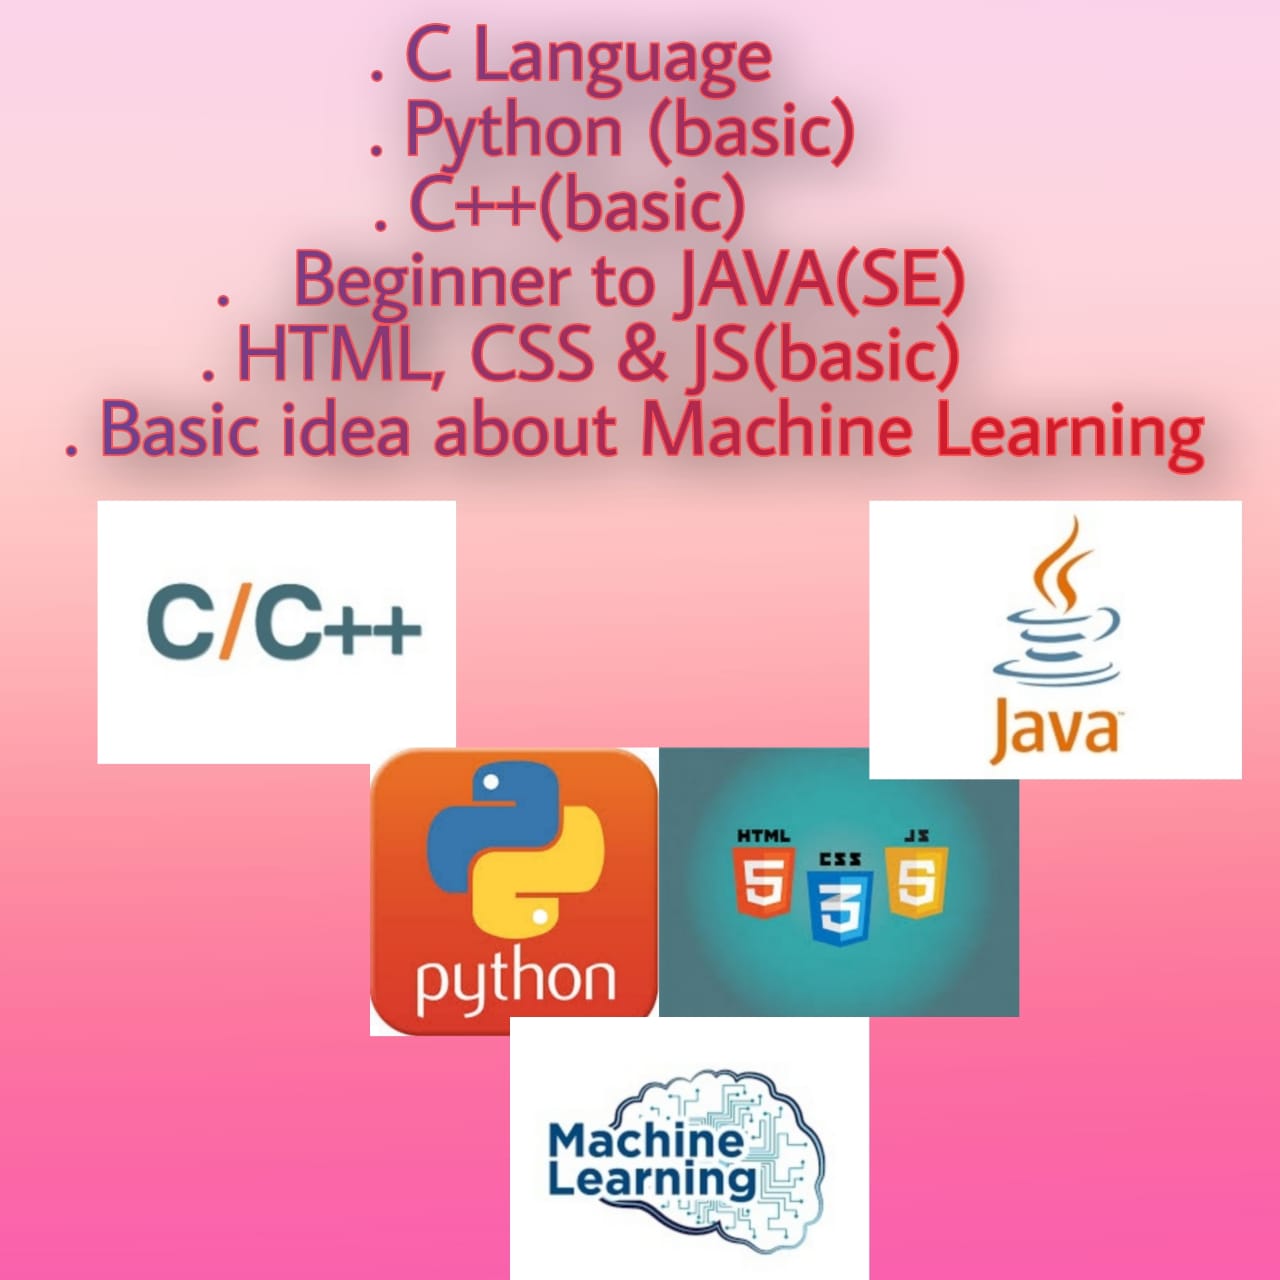 . C Language
. Python (basic)
. C++(basic)
. Beginner to JAVA(SE)
. HTML, CSS & JS(basic)
. Basic idea about Machine Learning
C/C++
Java™
python
HTML
CSS
JS
5
3
5
Machine
Learning